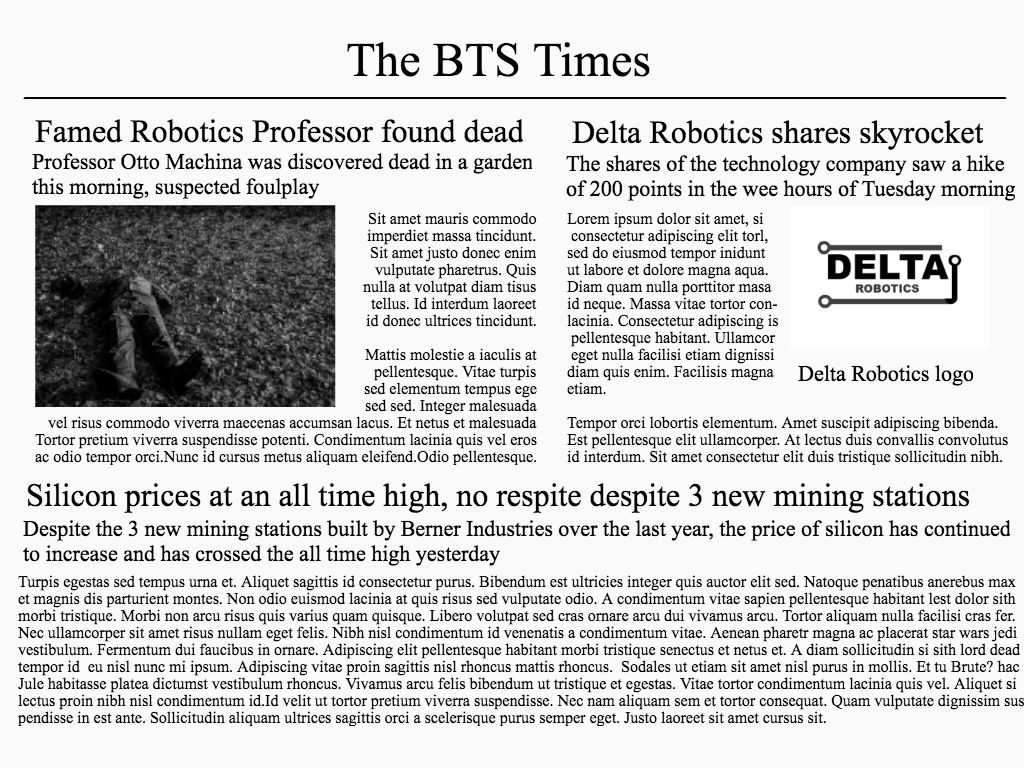 The BTS Times
Famed Robotics Professor found dead
Professor Otto Machina was discovered dead in a garden
this morning, suspected foulplay
Sit amet mauris commodo
imperdiet massa tincidunt.
Sit amet justo donec enim
vulputate pharetrus. Quis
nulla at volutpat diam tisus
tellus. Id interdum laoreet
id donec ultrices tincidunt.
Mattis molestie a iaculis at
pellentesque. Vitae turpis
sed elementum tempus ege
sed sed. Integer malesuada
vel risus commodo viverra maecenas accumsan lacus. Et netus et malesuada
Tortor pretium viverra suspendisse potenti. Condimentum lacinia quis vel eros
ac odio tempor orci.Nunc id cursus metus aliquam eleifend.Odio pellentesque.
Delta Robotics shares skyrocket
The shares of the technology company saw a hike
of 200 points in the wee hours of Tuesday morning
Lorem ipsum dolor sit amet, si
consectetur adipiscing elit torl,
sed do eiusmod tempor inidunt
ut labore et dolore magna aqua.
Diam quam nulla porttitor masa
id neque. Massa vitae tortor con-
lacinia. Consectetur adipiscing is
pellentesque habitant. Ullamcor
eget nulla facilisi etiam dignissi
diam quis enim. Facilisis magna
etiam.
DELTA
ROBOTICS
Delta Robotics logo
Tempor orci lobortis elementum. Amet suscipit adipiscing bibenda.
Est pellentesque elit ullamcorper. At lectus duis convallis convolutus
id interdum. Sit amet consectetur elit duis tristique sollicitudin nibh.
Silicon prices at an all time high, no respite despite 3 new mining stations
Despite the 3 new mining stations built by Berner Industries over the last year, the price of silicon has continued
to increase and has crossed the all time high yesterday
Turpis egestas sed tempus urna et. Aliquet sagittis id consectetur purus. Bibendum est ultricies integer quis auctor elit sed. Natoque penatibus anerebus max
et magnis dis parturient montes. Non odio euismod lacinia at quis risus sed vulputate odio. A condimentum vitae sapien pellentesque habitant lest dolor sith
morbi tristique. Morbi non arcu risus quis varius quam quisque. Libero volutpat sed cras ornare arcu dui vivamus arcu. Tortor aliquam nulla facilisi cras fer.
Nec ullamcorper sit amet risus nullam eget felis. Nibh nisl condimentum id venenatis a condimentum vitae. Aenean pharetr magna ac placerat star wars jedi
vestibulum. Fermentum dui faucibus in ornare. Adipiscing elit pellentesque habitant morbi tristique senectus et netus et. A diam sollicitudin si sith lord dead
tempor id eu nisl nunc mi ipsum. Adipiscing vitae proin sagittis nisl rhoncus mattis rhoncus. Sodales ut etiam sit amet nisl purus in mollis. Et tu Brute? hac
Jule habitasse platea dictumst vestibulum rhoncus. Vivamus arcu felis bibendum ut tristique et egestas. Vitae tortor condimentum lacinia quis vel. Aliquet si
lectus proin nibh nisl condimentum id.Id velit ut tortor pretium viverra suspendisse. Nec nam aliquam sem et tortor consequat. Quam vulputate dignissim sus
pendisse in est ante. Sollicitudin aliquam ultrices sagittis orci a scelerisque purus semper eget. Justo laoreet sit amet cursus sit.